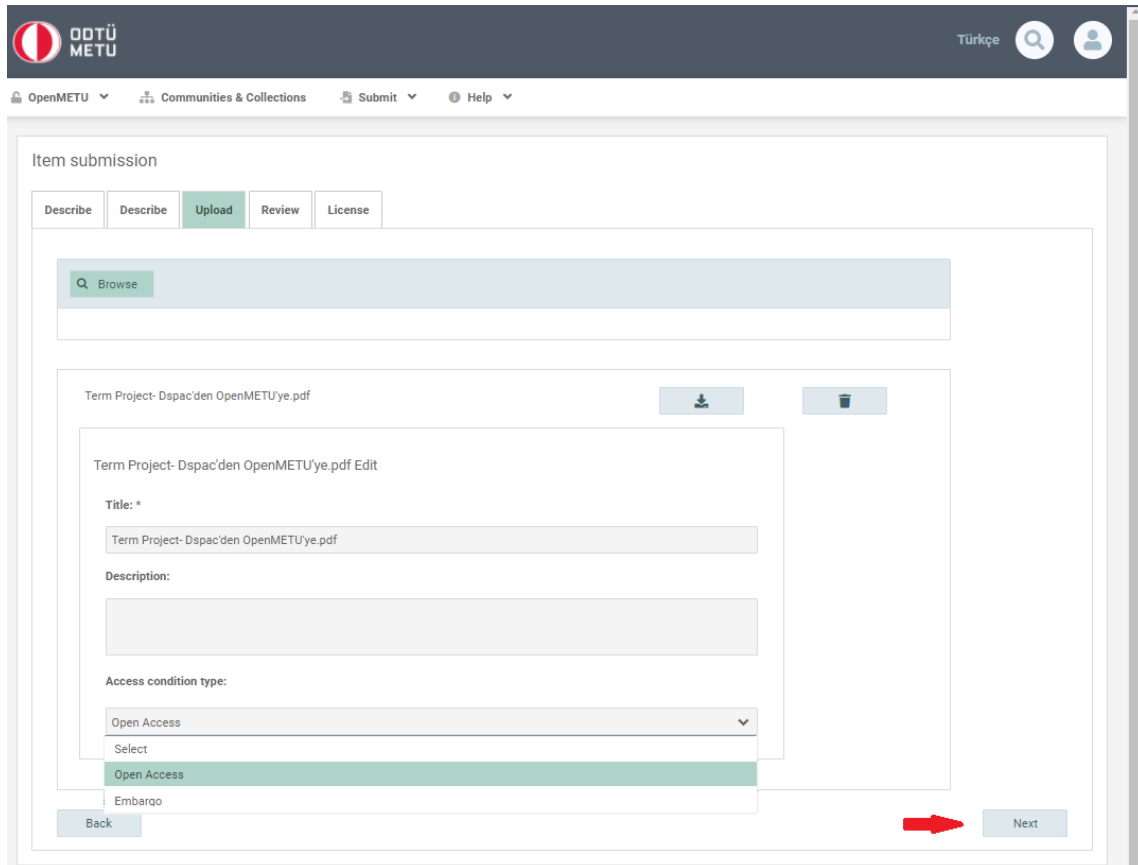 ODTÜ
METU
Türkçe
OpenMETU
Communities & Collections
Submit
Help
Item submission
Describe
Describe
Upload
Review
License
Browse
Term Project- Dspac'den OpenMETU'ye.pdf
Term Project- Dspac'den OpenMETU'ye.pdf Edit
Title: *
Term Project- Dspac'den OpenMETU'ye.pdf
Description:
Access condition type:
Open Access
Select
Open Access
Embargo
Back
Next